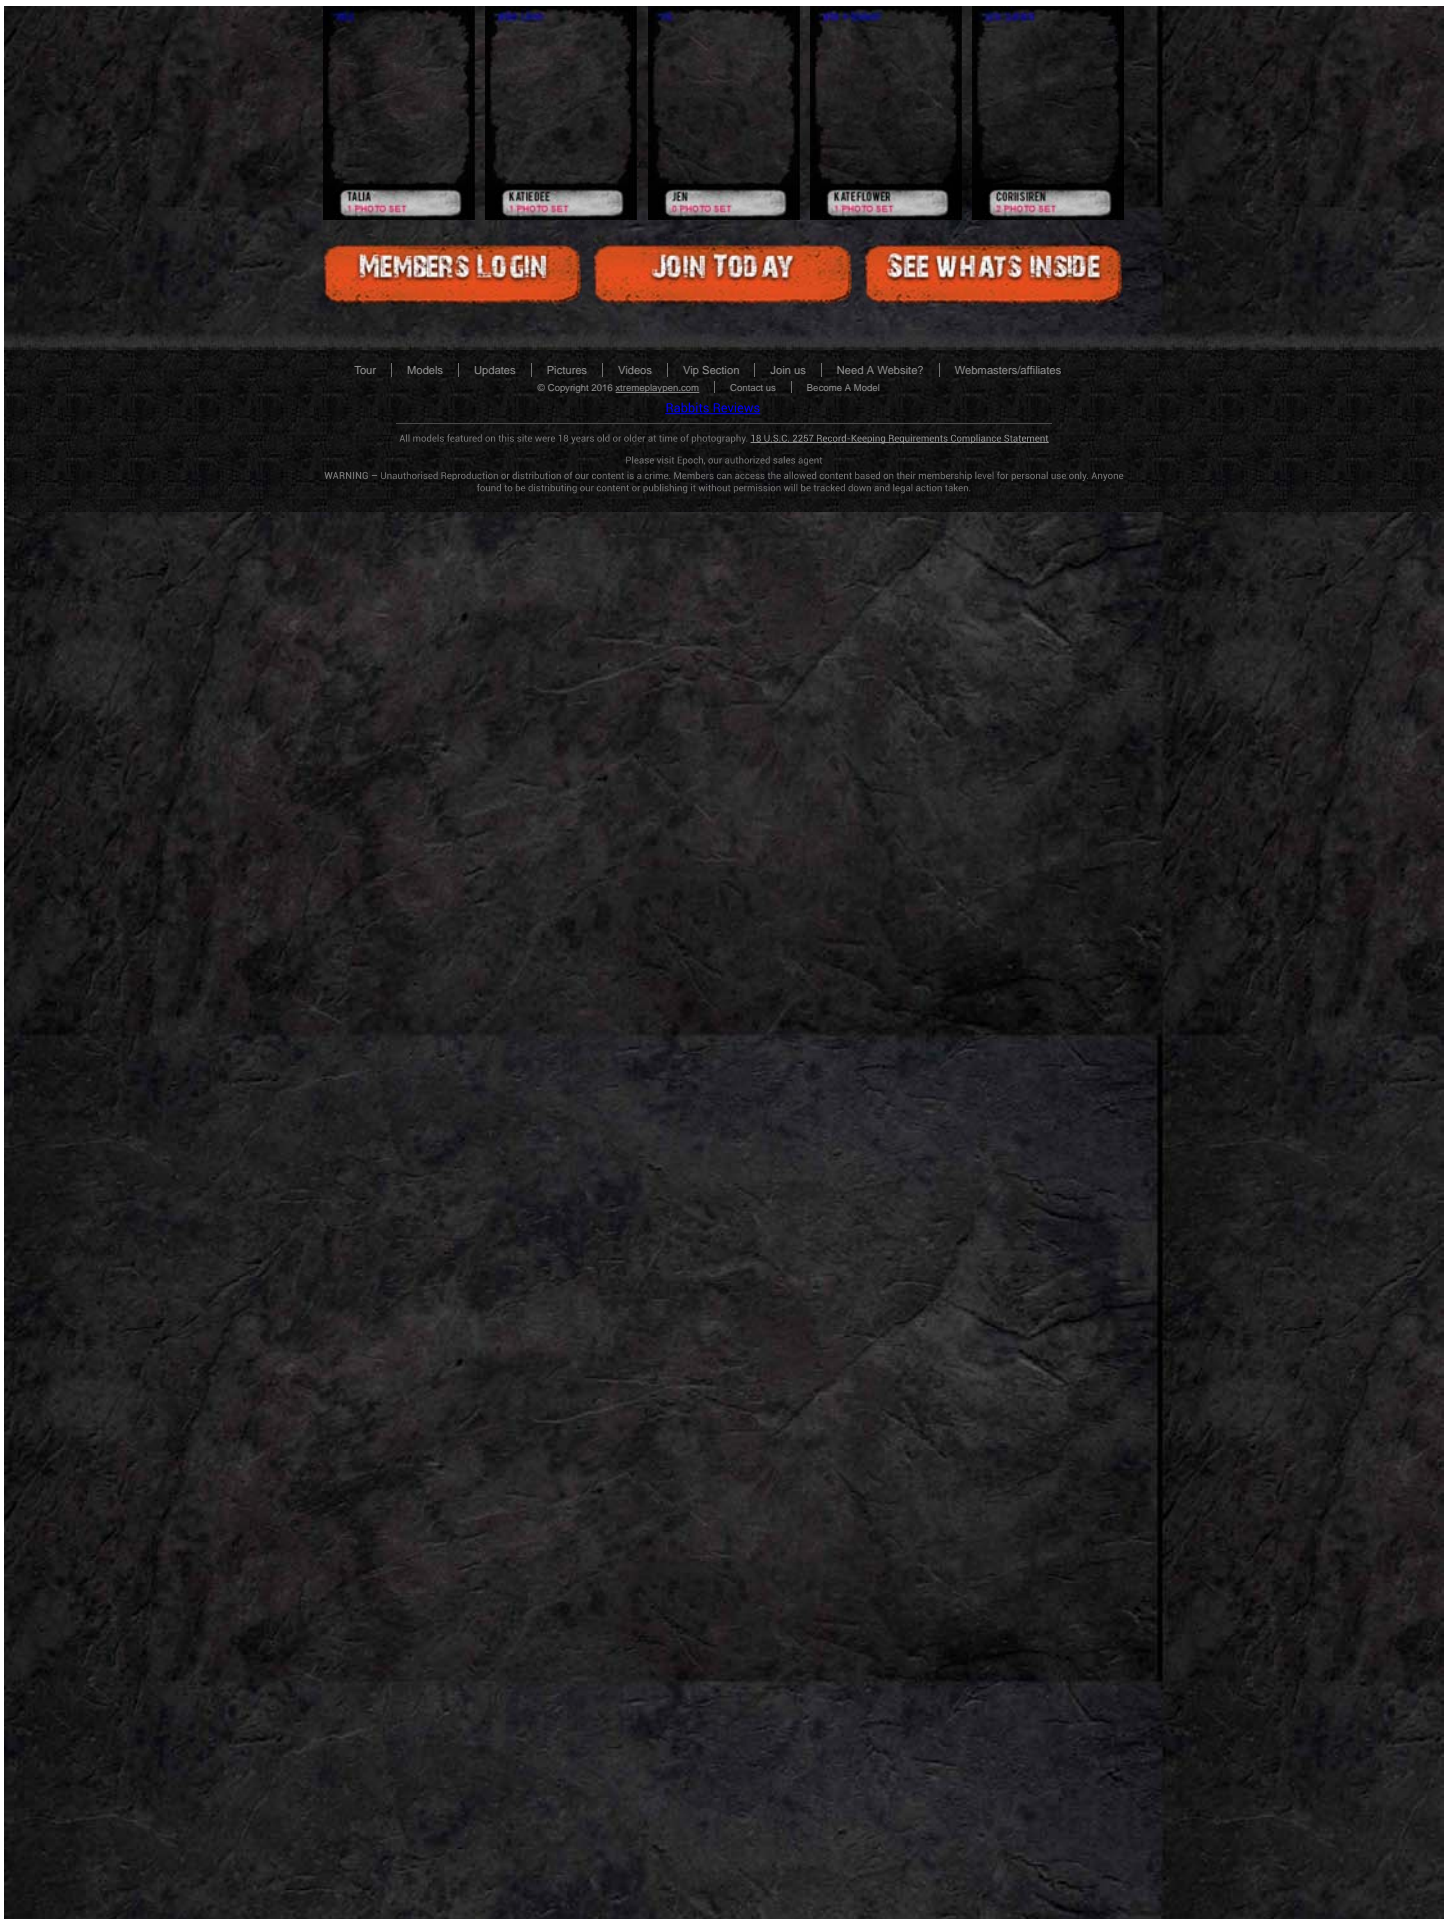 TALIA
1 PHOTO SET
KATIEDEE
1 PHOTO SET
JEN
0 PHOTO SET
KATEFLOWER
1 PHOTO SET
CORIISIREN
2 PHOTO SET
MEMBERS LOGIN
JOIN TODAY
SEE WHATS INSIDE
Tour | Models | Updates | Pictures | Videos | Vip Section | Join us | Need A Website? | Webmasters/affiliates
© Copyright 2016 xtremeplaypen.com | Contact us | Become A Model
Rabbits Reviews
All models featured on this site were 18 years old or older at time of photography 18 U.S.C. 2257 Record-Keeping Requirements Compliance Statement
Please visit Epoch, our authorized sales agent
WARNING – Unauthorised Reproduction or distribution of our content is a crime. Members can access the allowed content based on their membership level for personal use only. Anyone
found to be distributing our content or publishing it without permission will be tracked down and legal action taken.